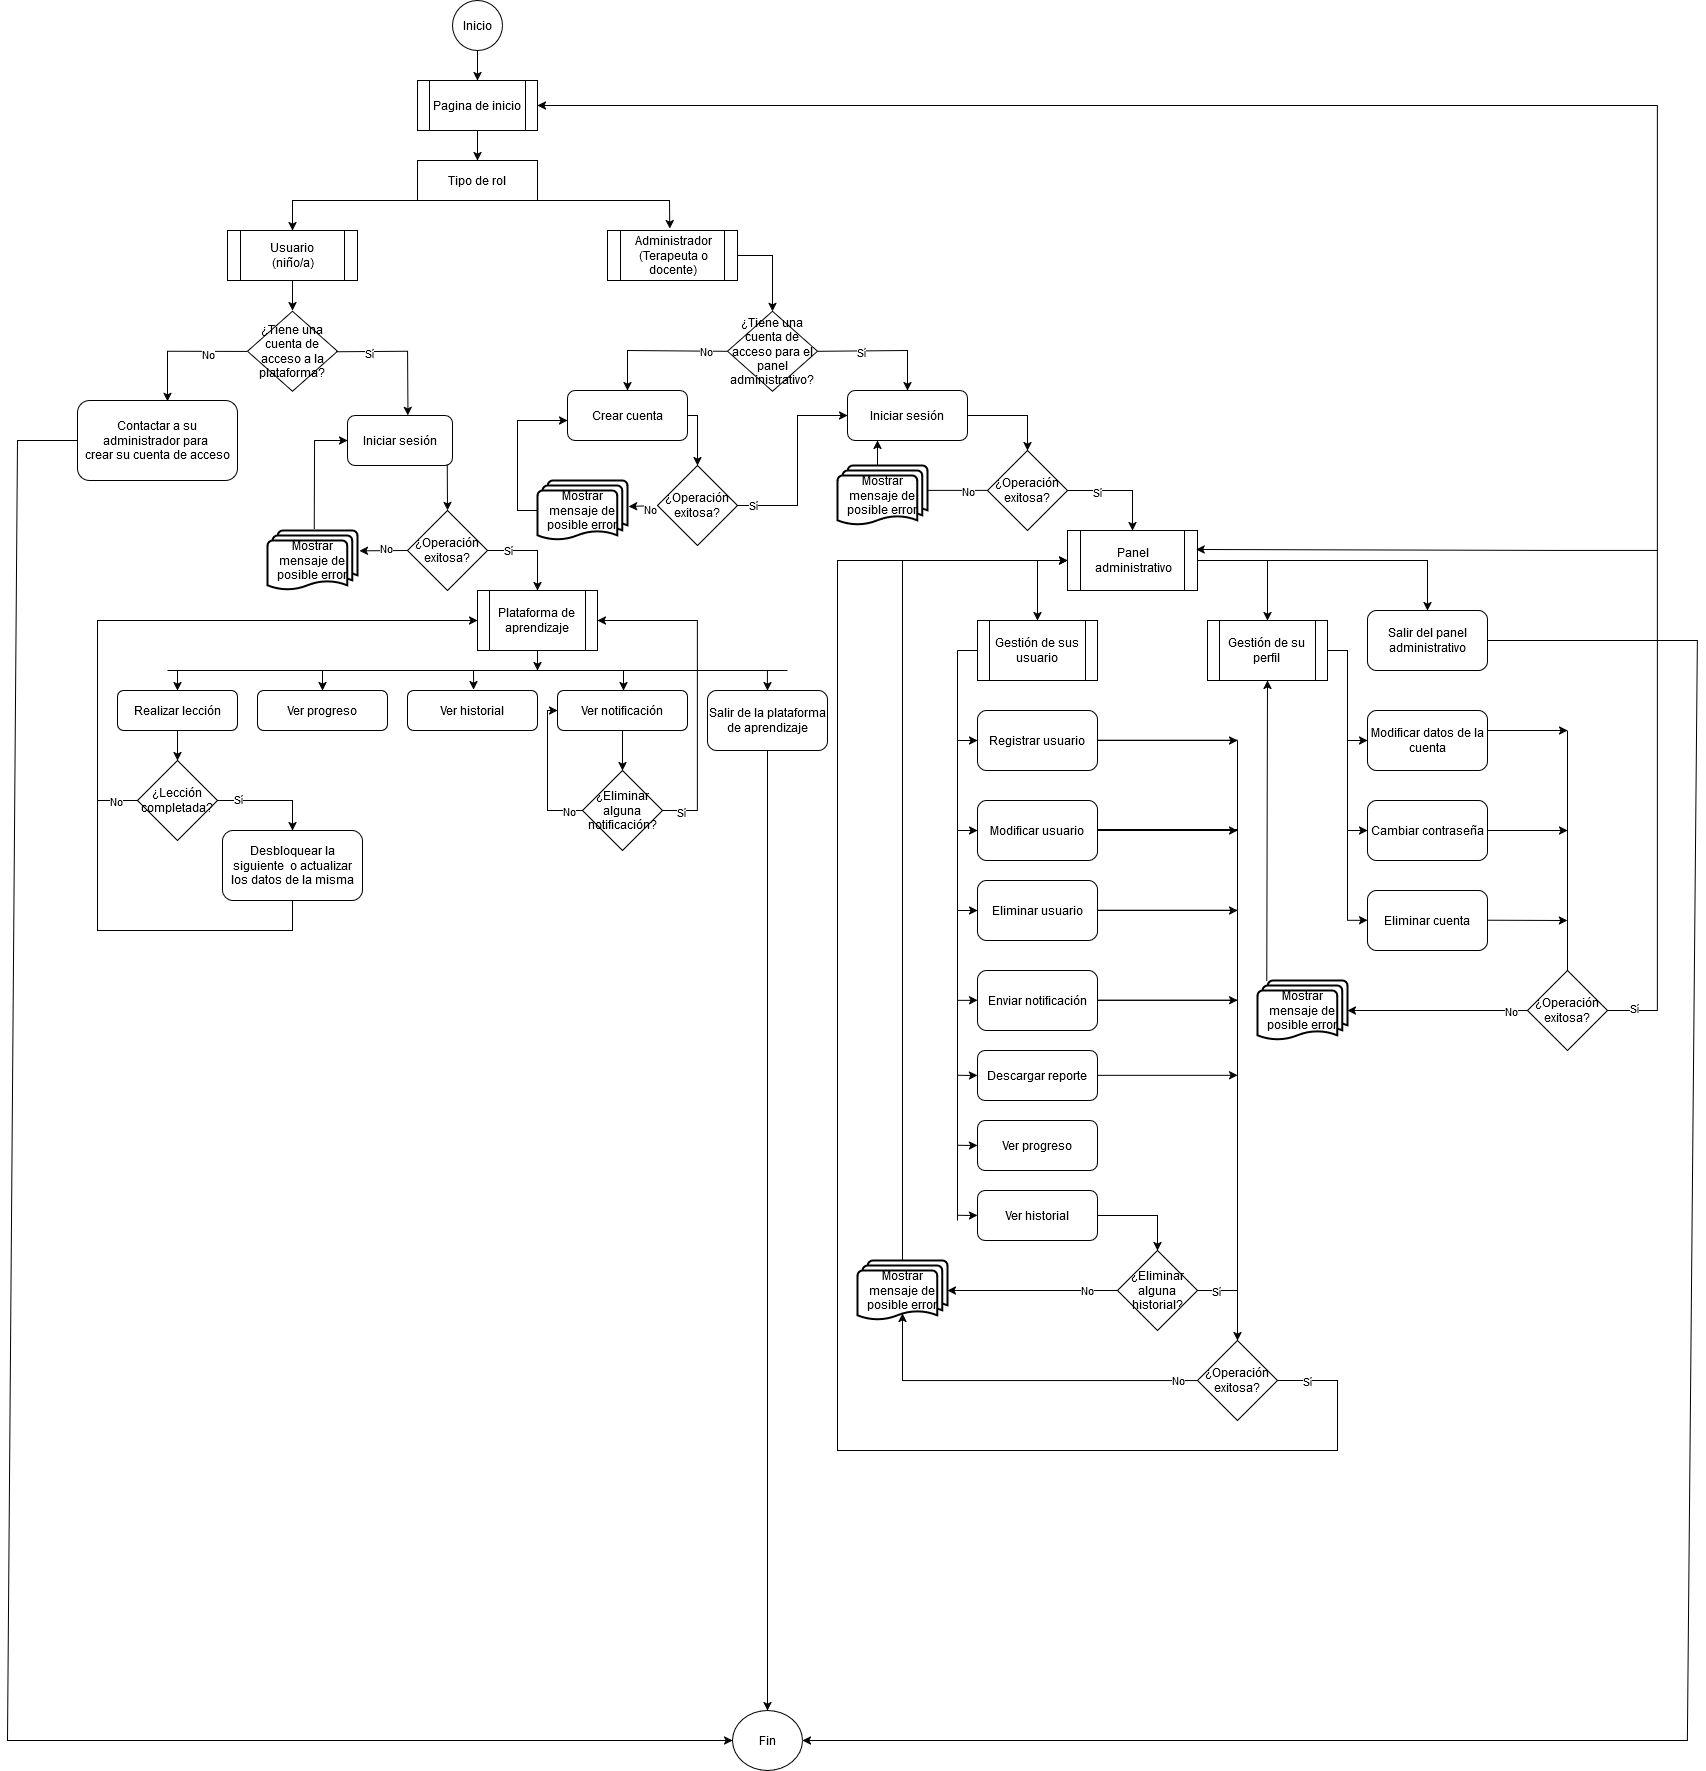 Inicio
Pagina de inicio
Tipo de rol
Usuario
(niño/a)
Administrador
(Terapeuta o
docente)
¿Tiene una
cuenta de
acceso a la
plataforma?
No
Sí
¿Tiene una
cuenta de
acceso para el
panel
administrativo?
No
Sí
Contactar a su
administrador para
crear su cuenta de acceso
Iniciar sesión
Crear cuenta
Iniciar sesión
Mostrar
mensaje de
posible error
No
¿Operación
exitosa?
Sí
Mostrar
mensaje de
posible error
No
¿Operación
exitosa?
Sí
Mostrar
mensaje de
posible error
No
¿Operación
exitosa?
Sí
Panel
administrativo
Plataforma de
aprendizaje
Gestión de sus
usuario
Gestión de su
perfil
Salir del panel
administrativo
Realizar lección
Ver progreso
Ver historial
Ver notificación
Salir de la plataforma
de aprendizaje
No
¿Lección
completada?
Sí
No
¿Eliminar
alguna
notificación?
Sí
Desbloquear la
siguiente o actualizar
los datos de la misma
Registrar usuario
Modificar usuario
Eliminar usuario
Enviar notificación
Descargar reporte
Ver progreso
Ver historial
Modificar datos de la
cuenta
Cambiar contraseña
Eliminar cuenta
Mostrar
mensaje de
posible error
No
¿Operación
exitosa?
Sí
Mostrar
mensaje de
posible error
No
¿Eliminar
alguna
historial?
Sí
No
¿Operación
exitosa?
Sí
Fin